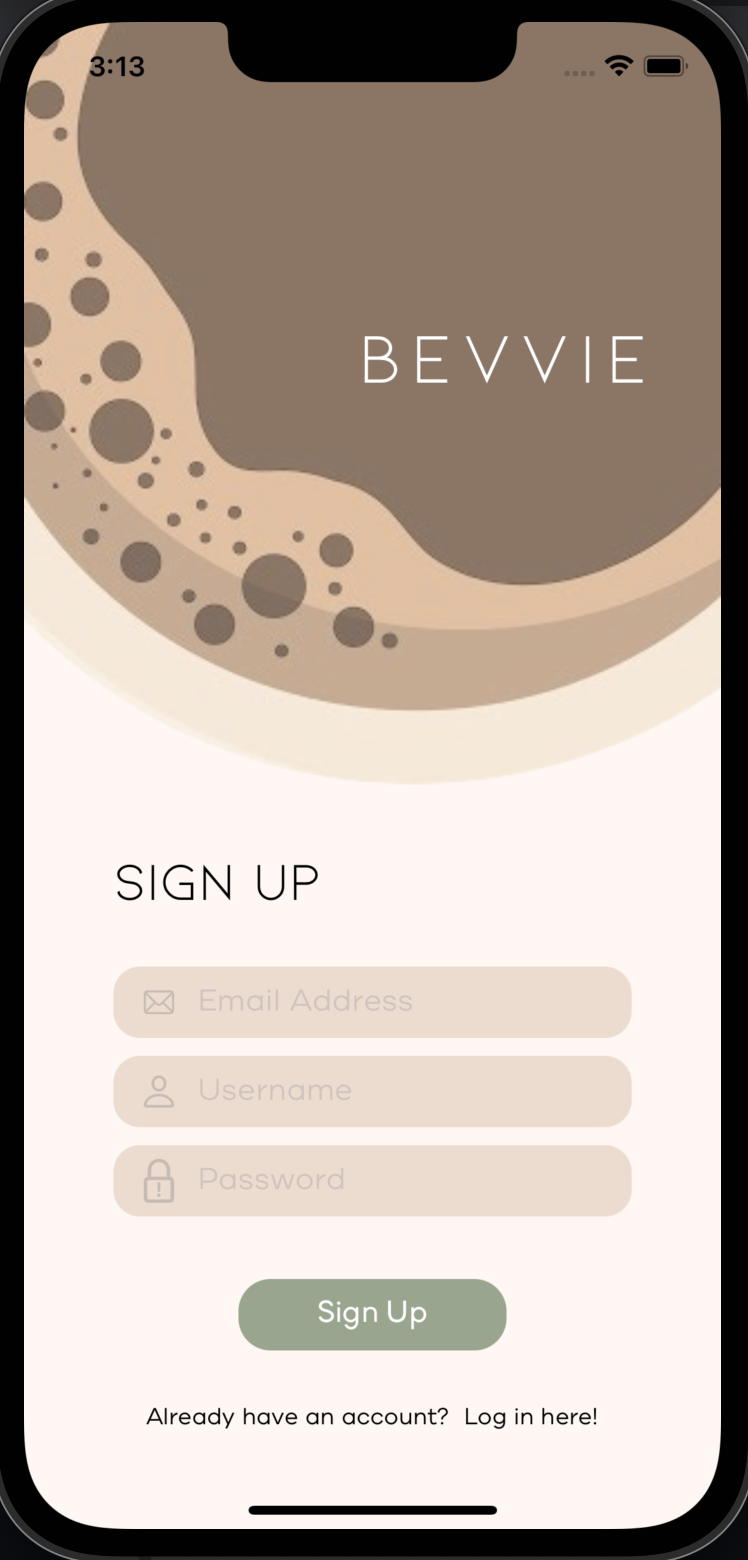 3:13
BEVVIE
SIGN UP
Email Address
Username
Password
Sign Up
Already have an account? Log in here!